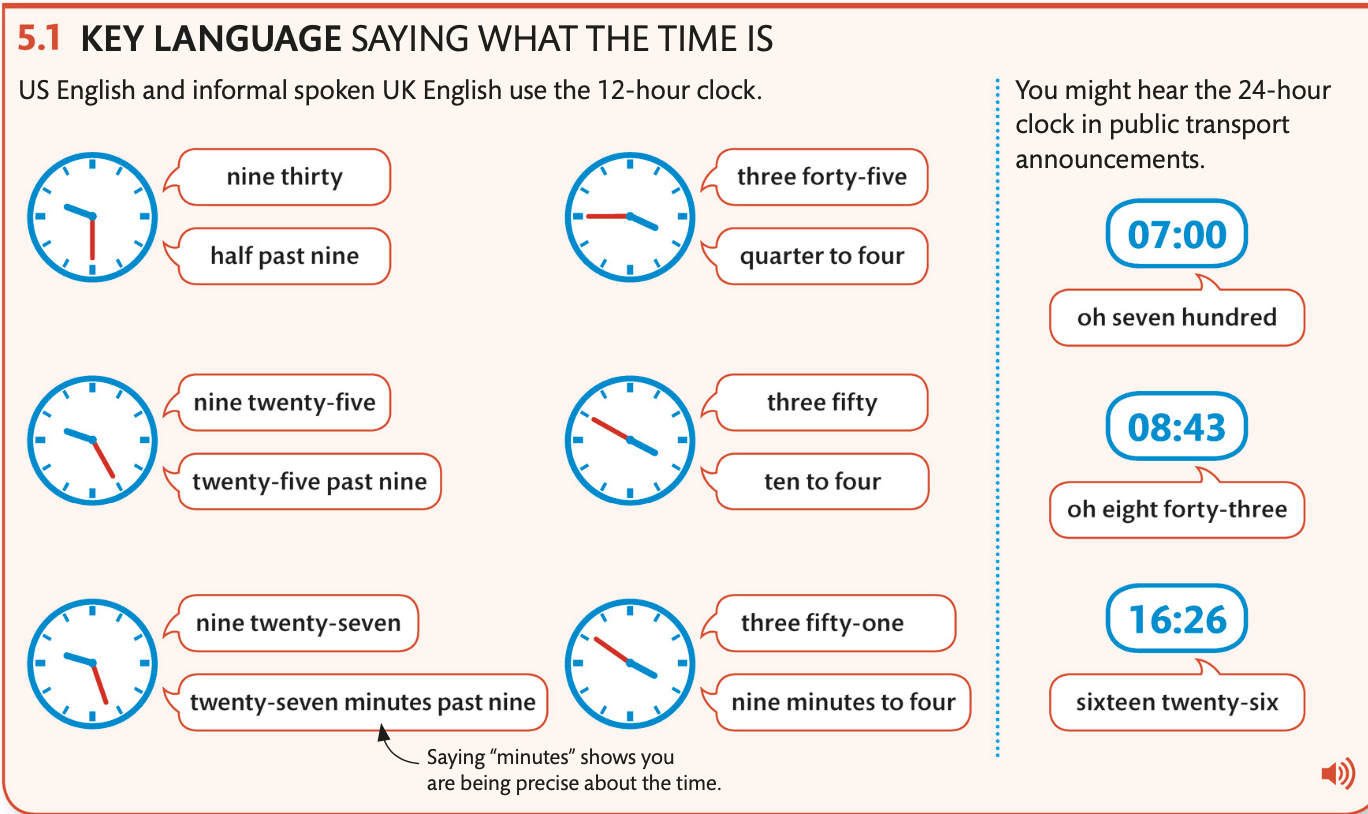 5.1 KEY LANGUAGE SAYING WHAT THE TIME IS
US English and informal spoken UK English use the 12-hour clock.
nine thirty
half past nine
three forty-five
quarter to four
nine twenty-five
twenty-five past nine
three fifty
ten to four
nine twenty-seven
twenty-seven minutes past nine
three fifty-one
nine minutes to four
Saying “minutes” shows you
are being precise about the time.
You might hear the 24-hour
clock in public transport
announcements.
07:00
oh seven hundred
08:43
oh eight forty-three
16:26
sixteen twenty-six